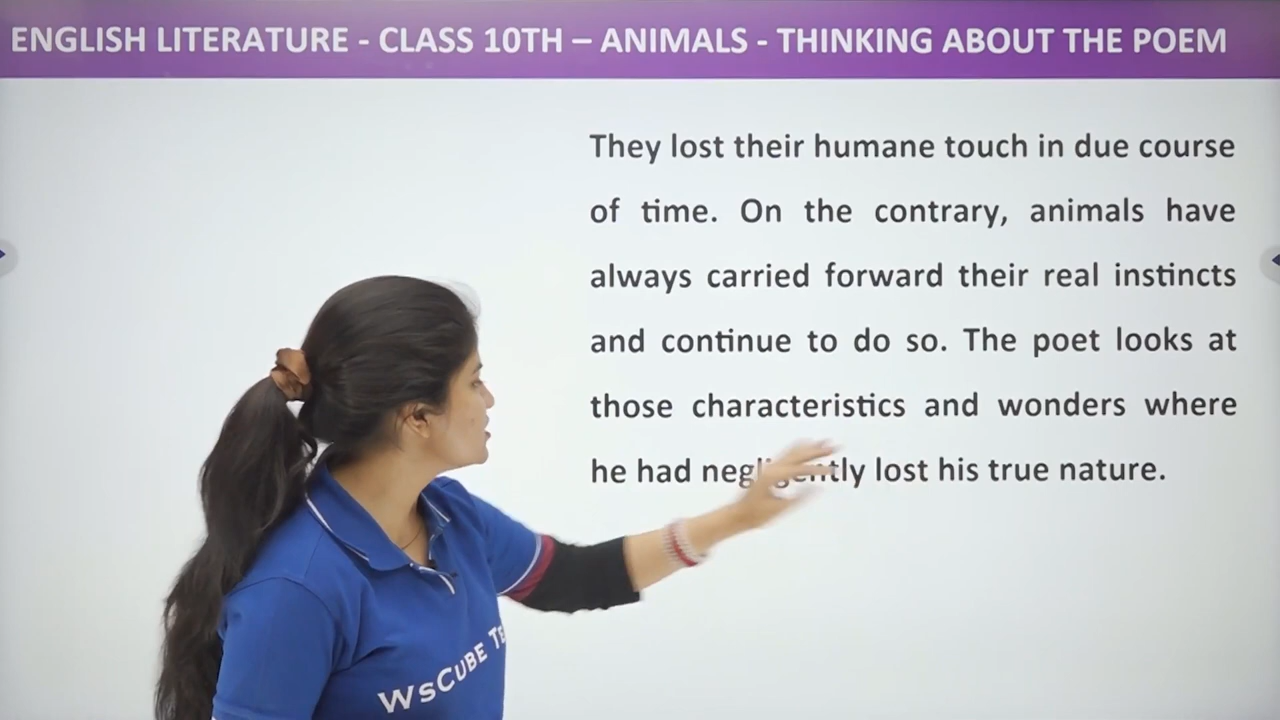 ENGLISH LITERATURE - CLASS 10TH – ANIMALS - THINKING ABOUT THE POEM
They lost their humane touch in due course
of time. On the contrary, animals have
always carried forward their real instincts
and continue to do so. The poet looks at
those characteristics and wonders where
he had negligently lost his true nature.
WsCube